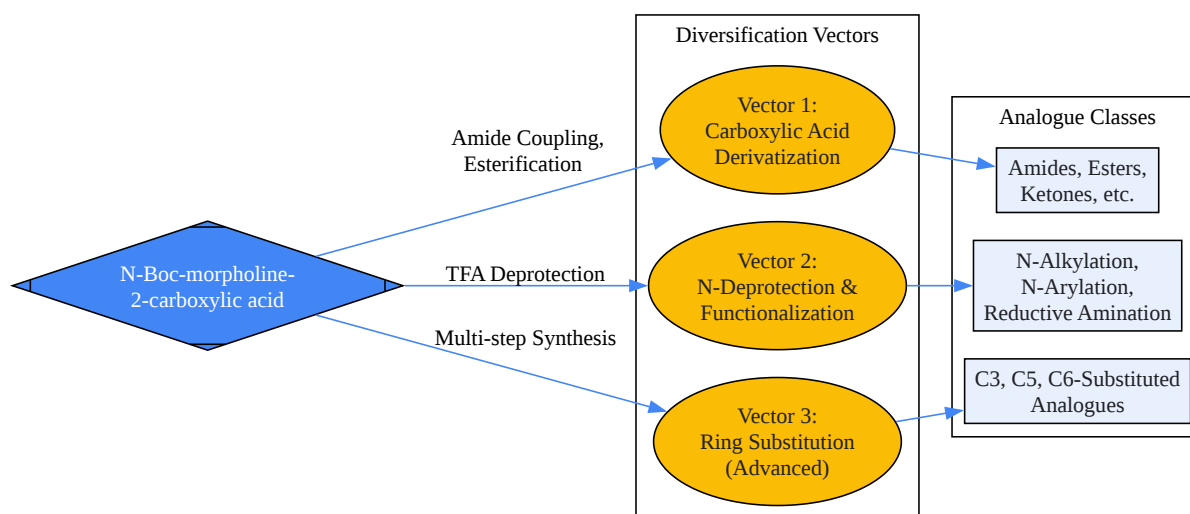 Diversification Vectors
Vector 1:
Carboxylic Acid
Derivatization
Amide Coupling,
Esterification
Analogue Classes
Amides, Esters,
Ketones, etc.
N-Boc-morpholine-
2-carboxylic acid
TFA Deprotection
Vector 2:
N-Deprotection &
Functionalization
N-Alkylation,
N-Arylation,
Reductive Amination
Multi-step Synthesis
Vector 3:
Ring Substitution
(Advanced)
C3, C5, C6-Substituted
Analogues